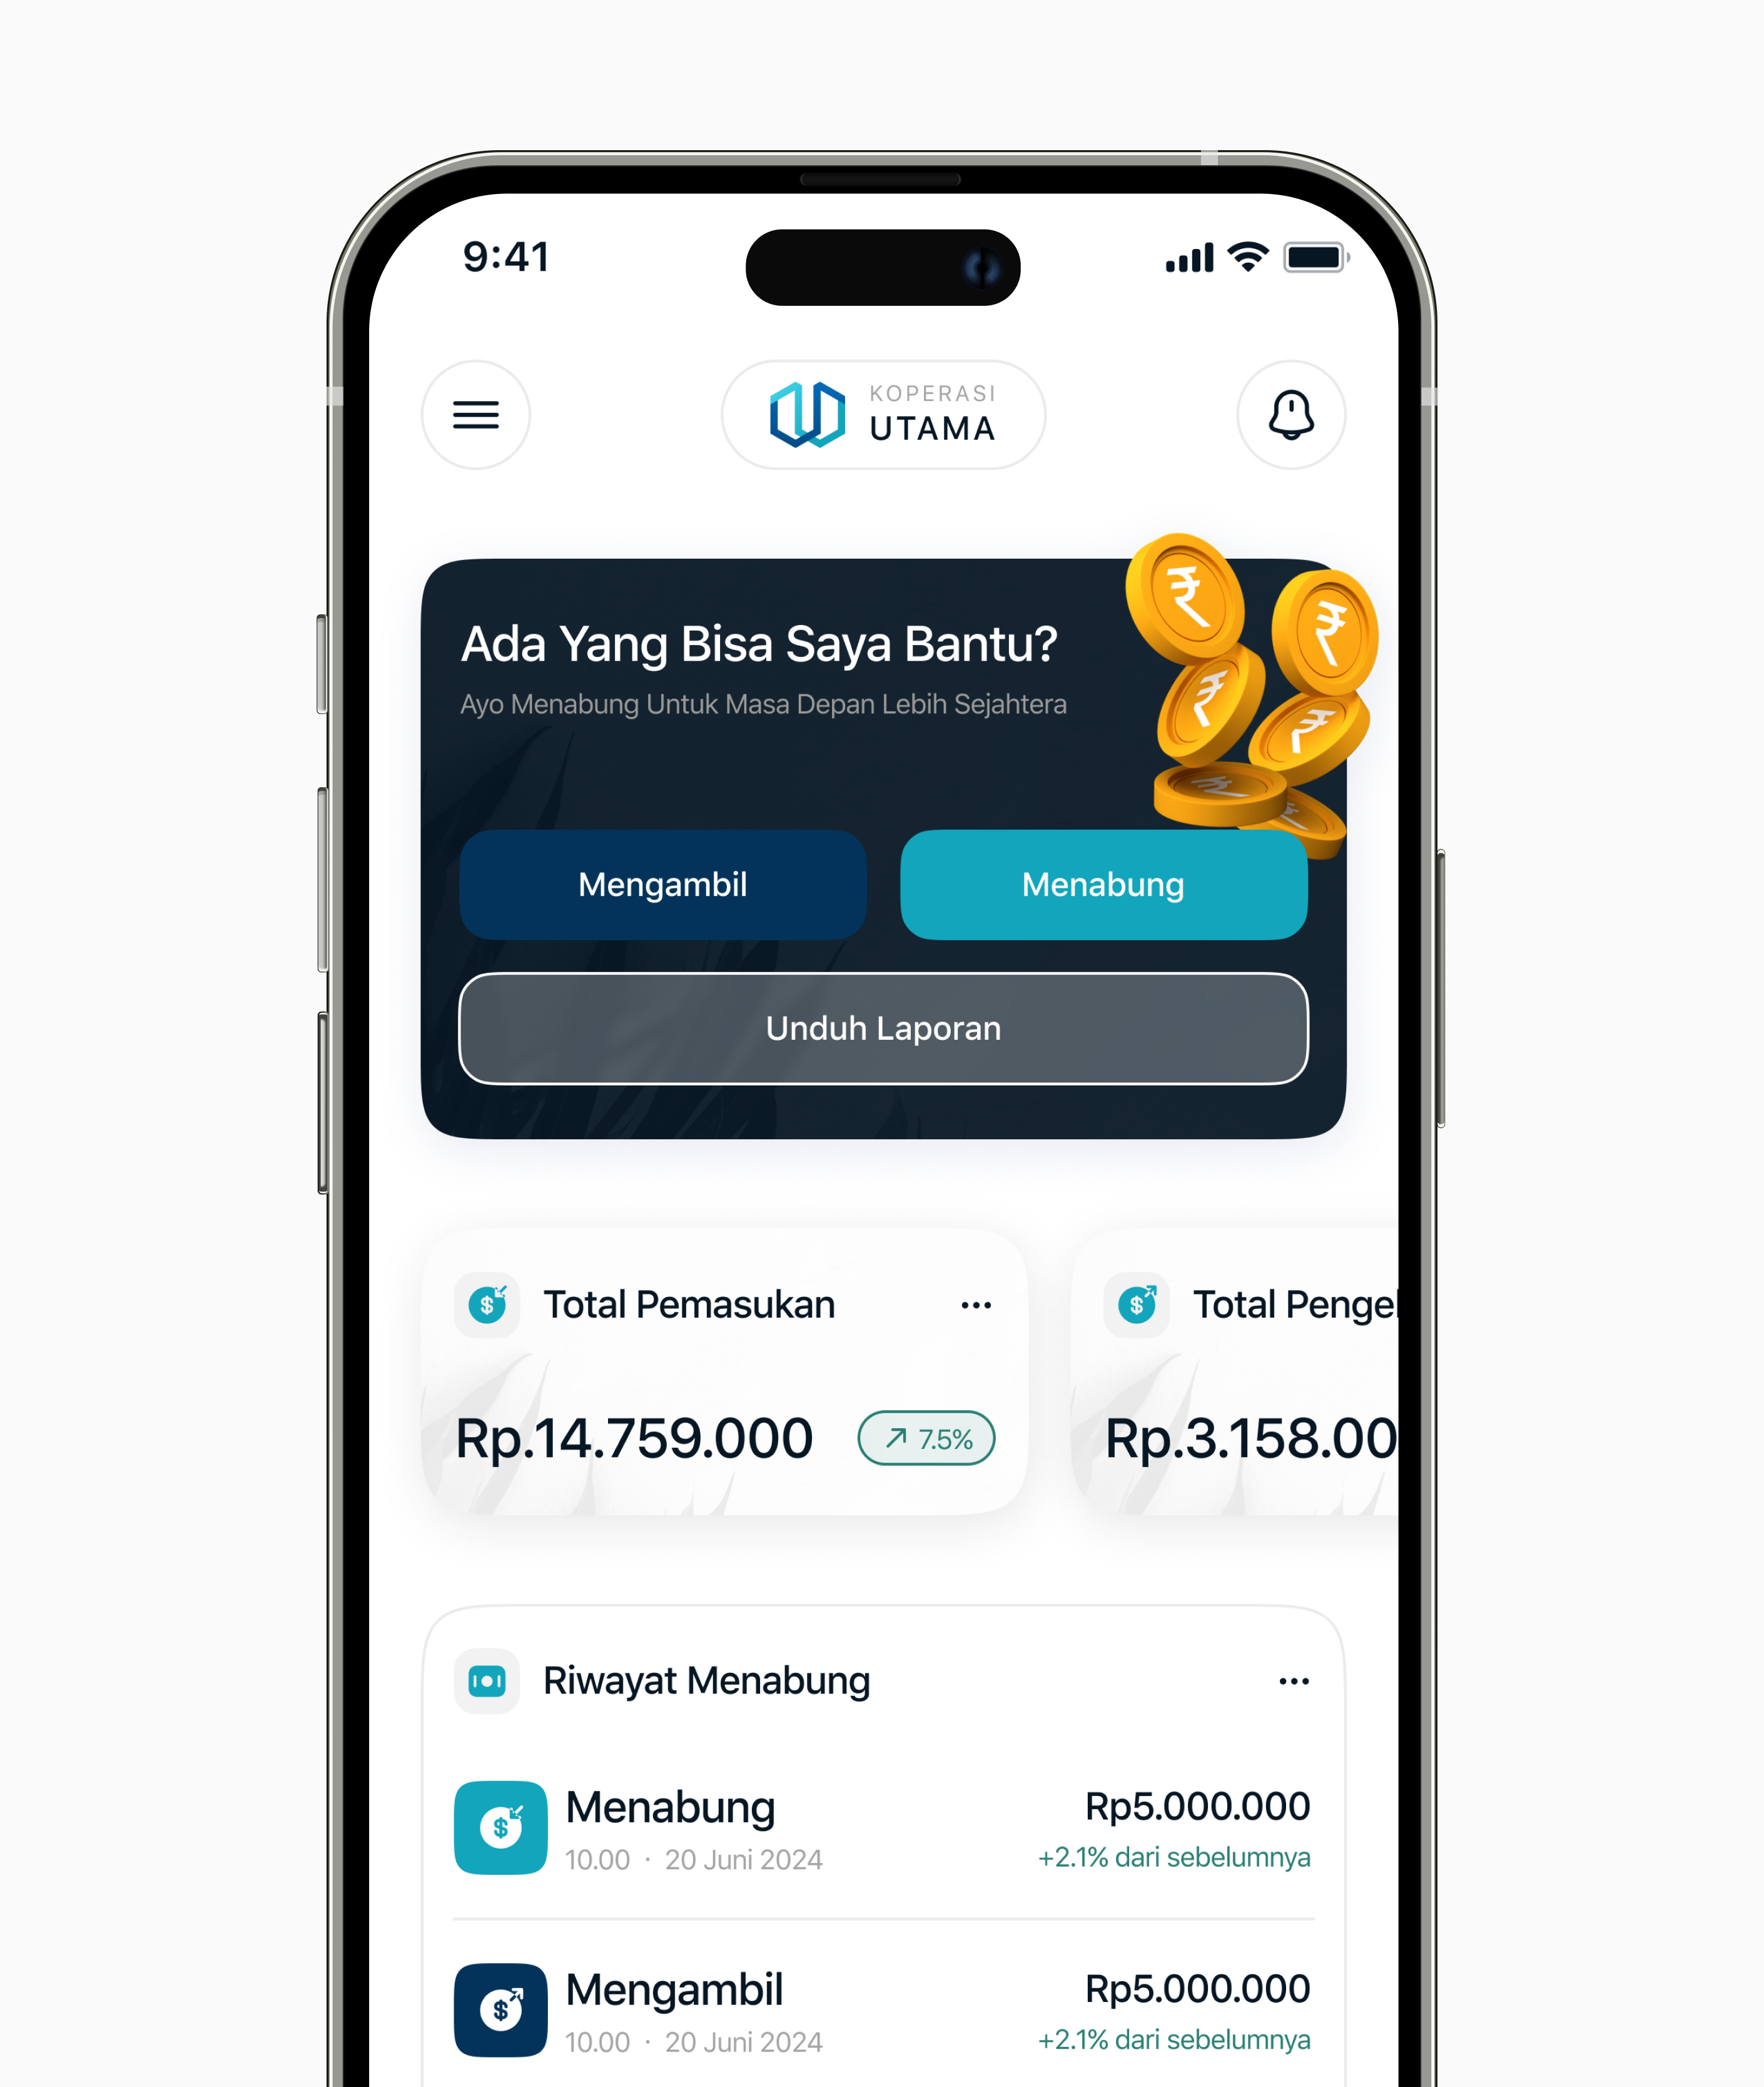 9:41
KOPERASI
UTAMA
Ada Yang Bisa Saya Bantu?
Ayo Menabung Untuk Masa Depan Lebih Sejahtera
Mengambil
Menabung
Unduh Laporan
Total Pemasukan
Rp.14.759.000
7.5%
Total
Rp.3.158.00
Riwayat Menabung
Menabung
Rp5.000.000
10.00 · 20 Juni 2024
+2.1% dari sebelumnya
Mengambil
Rp5.000.000
10.00 · 20 Juni 2024
+2.1% dari sebelumnya